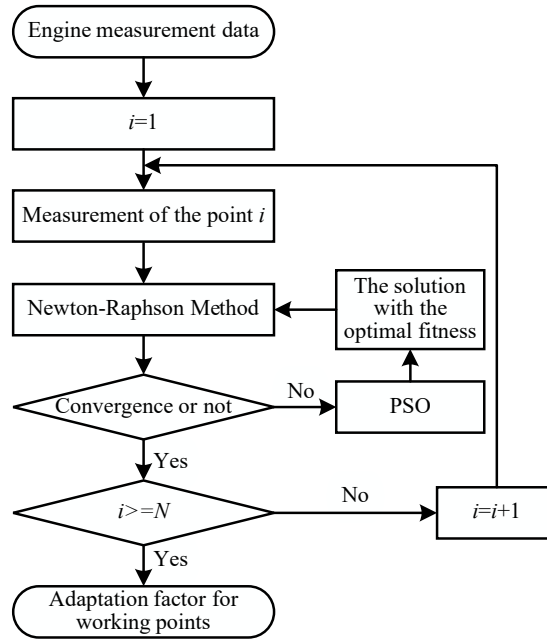 Engine measurement data
i=1
Measurement of the point i
Newton-Raphson Method
The solution
with the
optimal fitness
Convergence or not
No
PSO
Yes
i>=N
No
i=i+1
Yes
Adaptation factor for
working points